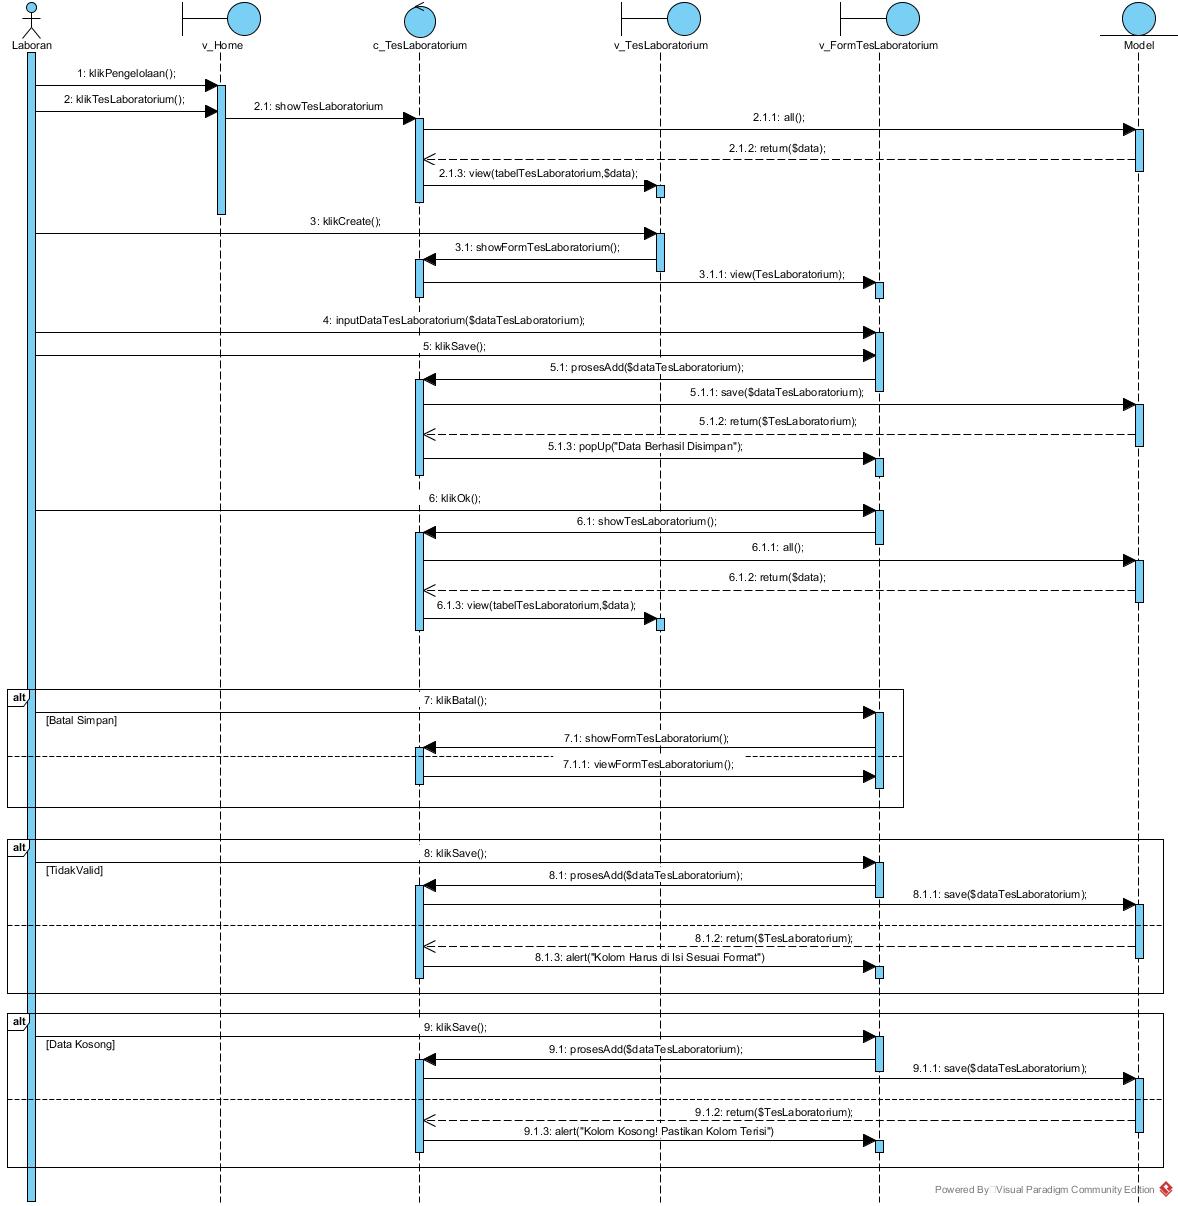 Laboran
v_Home
c_TesLaboratorium
v_TesLaboratorium
v_FormTesLaboratorium
Model
1: klikPengelolaan();
2: klikTesLaboratorium();
2.1: showTesLaboratorium
2.1.1: all();
2.1.2: return($data);
2.1.3: view(tabelTesLaboratorium,$data);
3: klikCreate();
3.1: showFormTesLaboratorium();
3.1.1: view(TesLaboratorium);
4: inputDataTesLaboratorium($dataTesLaboratorium);
5: klikSave();
5.1: prosesAdd($dataTesLaboratorium);
5.1.1: save($dataTesLaboratorium);
5.1.2: return($TesLaboratorium);
5.1.3: popUp("Data Berhasil Disimpan");
6: klikOk();
6.1: showTesLaboratorium();
6.1.1: all();
6.1.2: return($data);
6.1.3: view(tabelTesLaboratorium,$data);
alt
7: klikBatal();
[Batal Simpan]
7.1: showFormTesLaboratorium();
7.1.1: viewFormTesLaboratorium();
alt
8: klikSave();
[TidakValid]
8.1: prosesAdd($dataTesLaboratorium);
8.1.1: save($dataTesLaboratorium);
8.1.2: return($TesLaboratorium);
8.1.3: alert("Kolom Harus di Isi Sesuai Format")
alt
9: klikSave();
[Data Kosong]
9.1: prosesAdd($dataTesLaboratorium);
9.1.1: save($dataTesLaboratorium);
9.1.2: return($TesLaboratorium);
9.1.3: alert("Kolom Kosong! Pastikan Kolom Terisi")
Powered By Visual Paradigm Community Edition